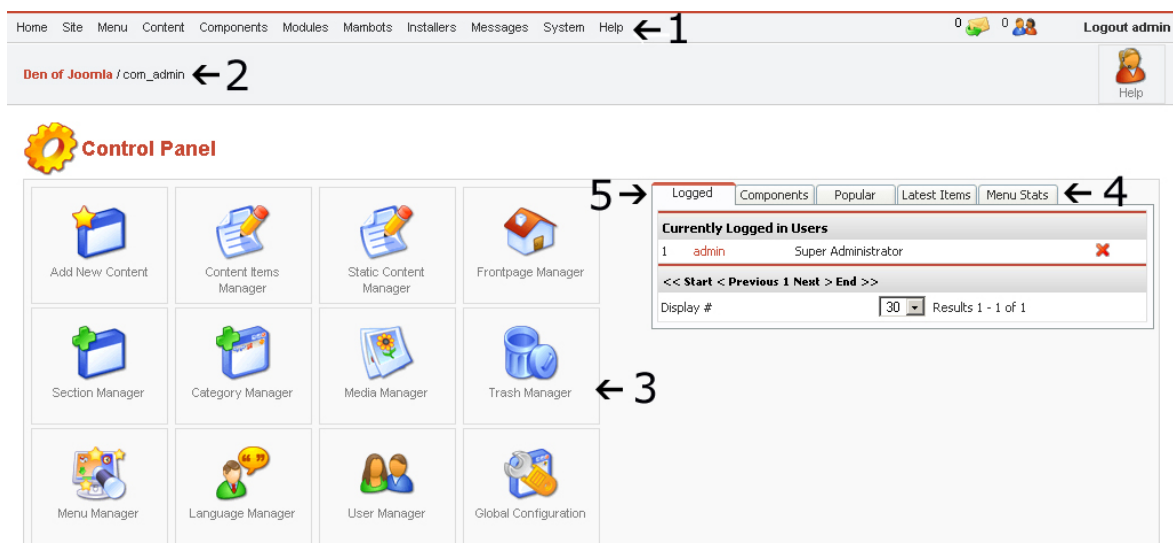 Home Site Menu Content Components Modules Mambots Installers Messages System Help ← 1 0 0 Logout admin
Den of Joomla / com_admin ← 2
Help
Control Panel
5 → Logged Components Popular Latest Items Menu Stats ← 4
Currently Logged in Users
1 admin Super Administrator
<< Start < Previous 1 Next > End >>
Display # 30 Results 1 - 1 of 1
Add New Content
Content Items
Manager
Static Content
Manager
Frontpage Manager
Section Manager
Category Manager
Media Manager
Trash Manager
← 3
Menu Manager
Language Manager
User Manager
Global Configuration